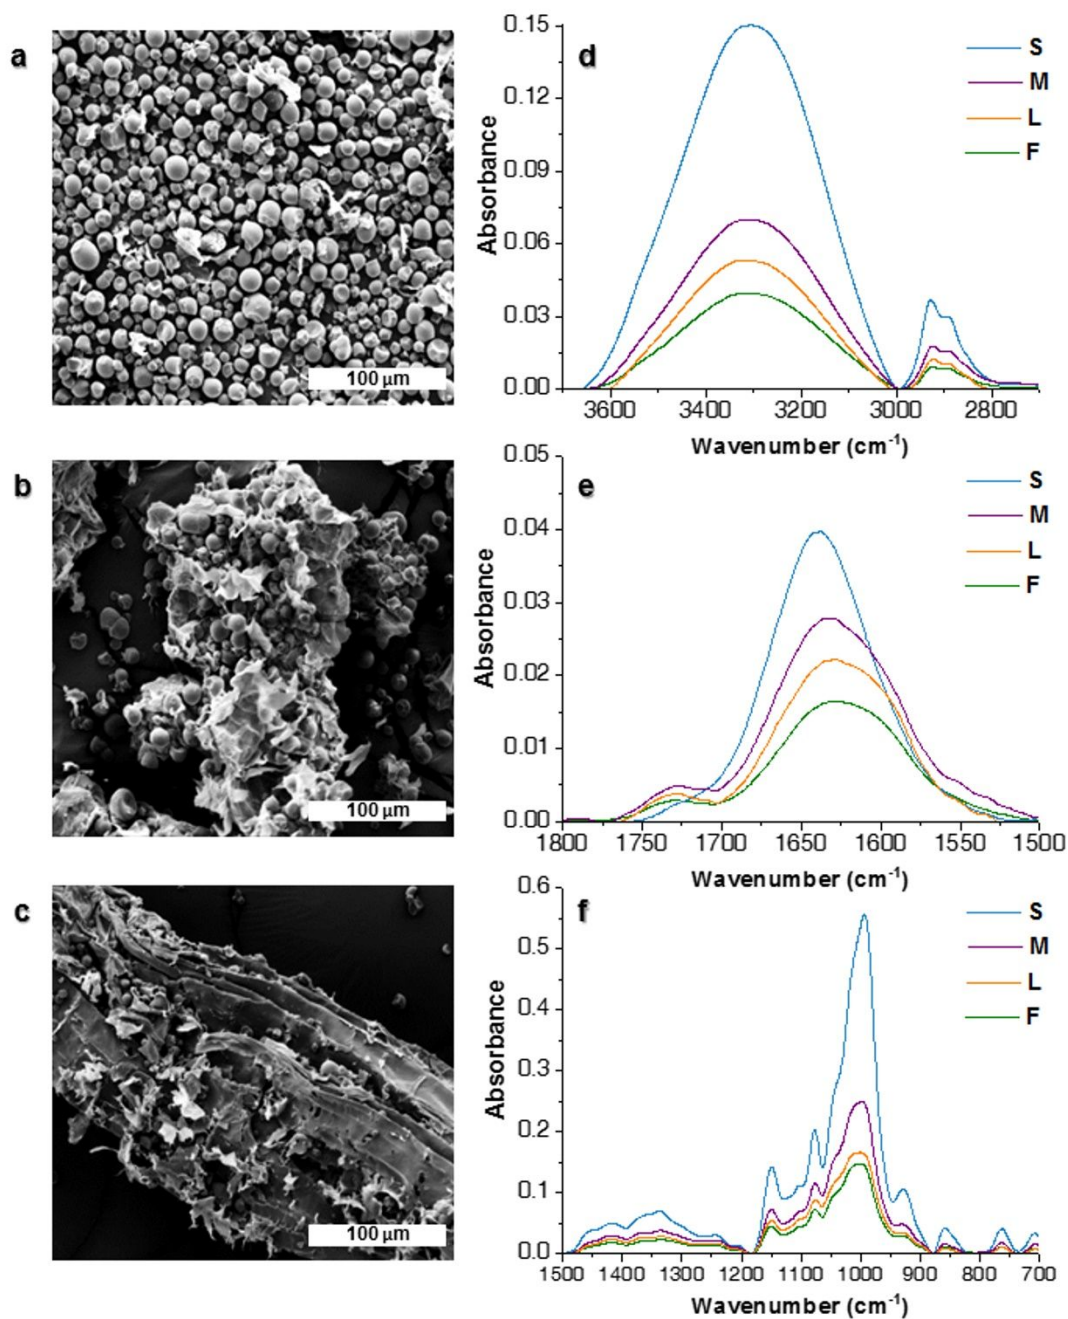 a
100 µm
d
S
M
L
F
0.15
0.12
0.09
0.06
0.03
0.00
Absorbance
3600 3400 3200 3000 2800
Wavenumber (cm-1)
b
100 µm
e
S
M
L
F
0.05
0.04
0.03
0.02
0.01
0.00
Absorbance
1800 1750 1700 1650 1600 1550 1500
Wavenumber (cm-1)
c
100 µm
f
S
M
L
F
0.6
0.5
0.4
0.3
0.2
0.1
0.0
Absorbance
1500 1400 1300 1200 1100 1000 900 800 700
Wavenumber (cm-1)